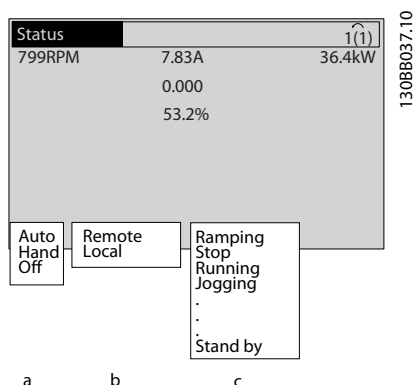 Status
1(1)
799RPM 7.83A 36.4kW
0.000
53.2%
Auto
Hand
Off
Remote
Local
Ramping
Stop
Running
Jogging
.
.
.
Stand by
a b c
130BB037.10